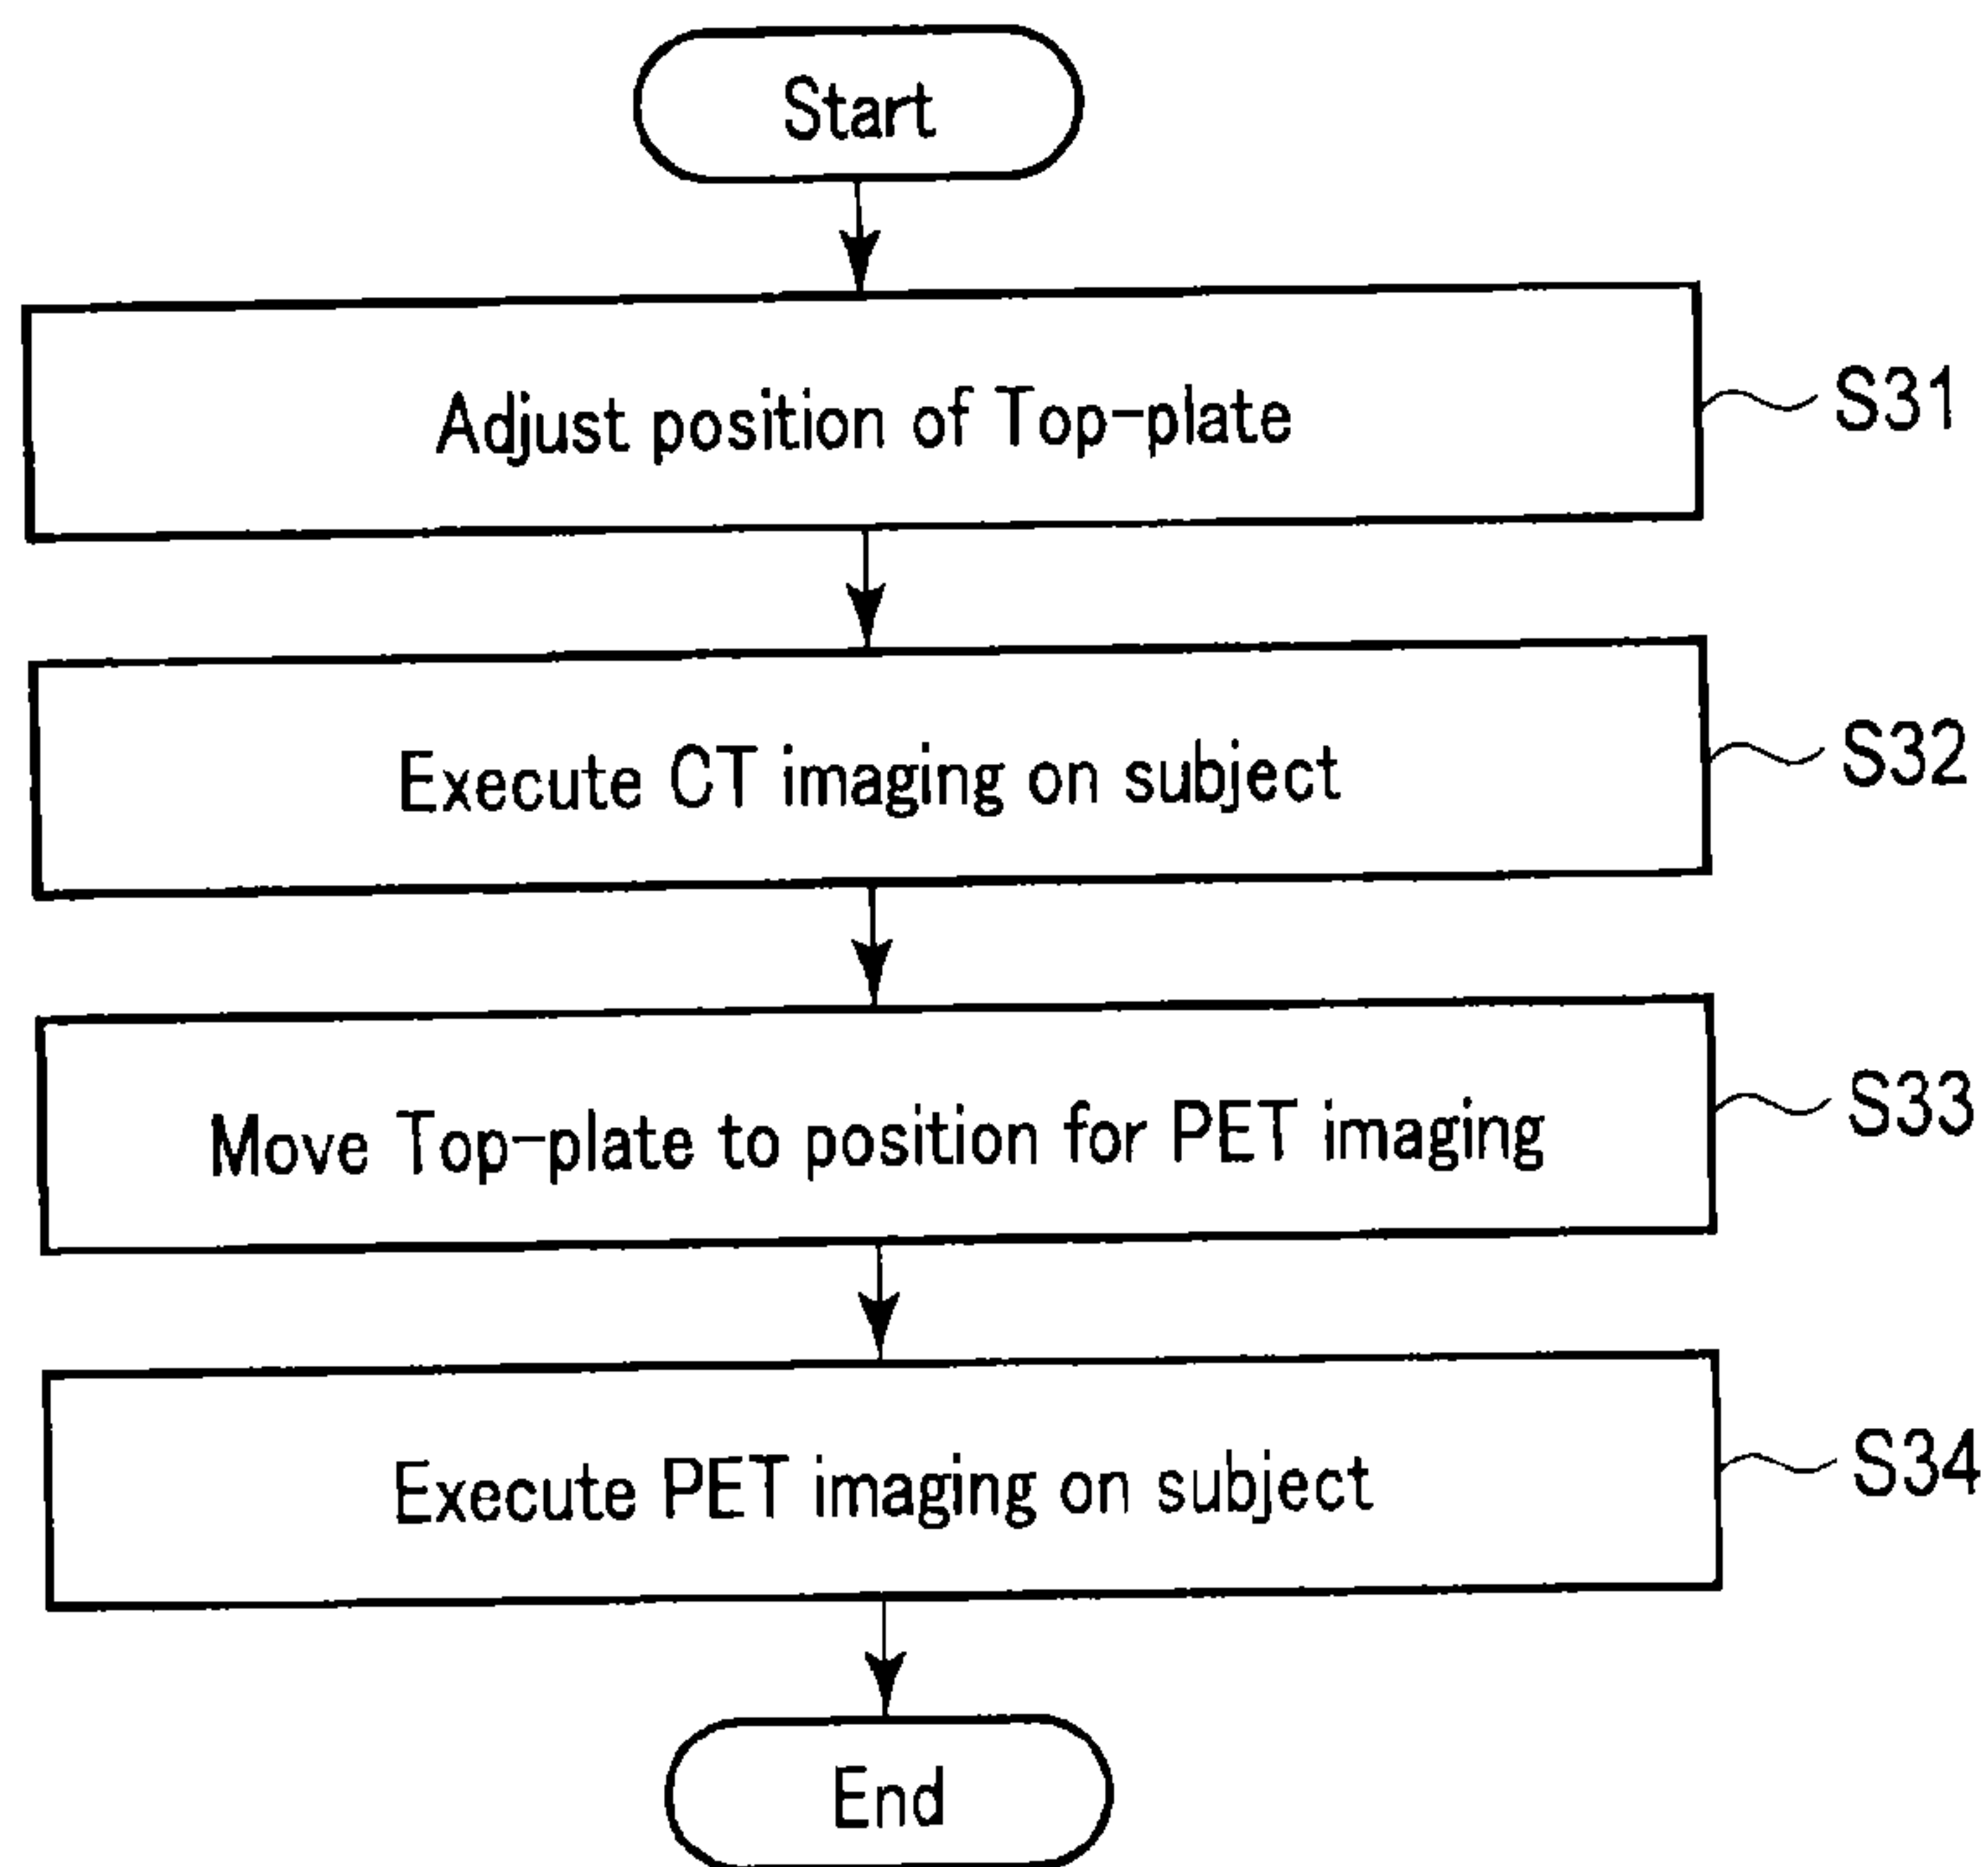 Start
Adjust position of Top-plate
S31
Execute CT imaging on subject
S32
Move Top-plate to position for PET imaging
S33
Execute PET imaging on subject
S34
End